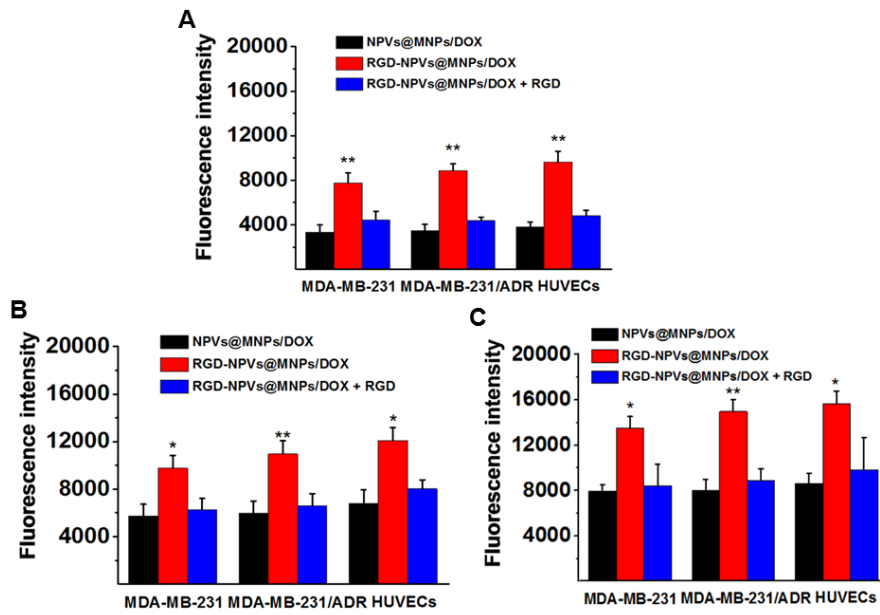 A
Fluorescence intensity
20000
16000
12000
8000
4000
NPVs@MNPs/DOX
RGD-NPVs@MNPs/DOX
RGD-NPVs@MNPs/DOX + RGD
**
**
**
MDA-MB-231 MDA-MB-231/ADR HUVECs
B
Fluorescence intensity
20000
16000
12000
8000
4000
NPVs@MNPs/DOX
RGD-NPVs@MNPs/DOX
RGD-NPVs@MNPs/DOX + RGD
*
**
*
MDA-MB-231 MDA-MB-231/ADR HUVECs
C
Fluorescence intensity
20000
16000
12000
8000
4000
NPVs@MNPs/DOX
RGD-NPVs@MNPs/DOX
RGD-NPVs@MNPs/DOX + RGD
*
**
*
MDA-MB-231 MDA-MB-231/ADR HUVECs